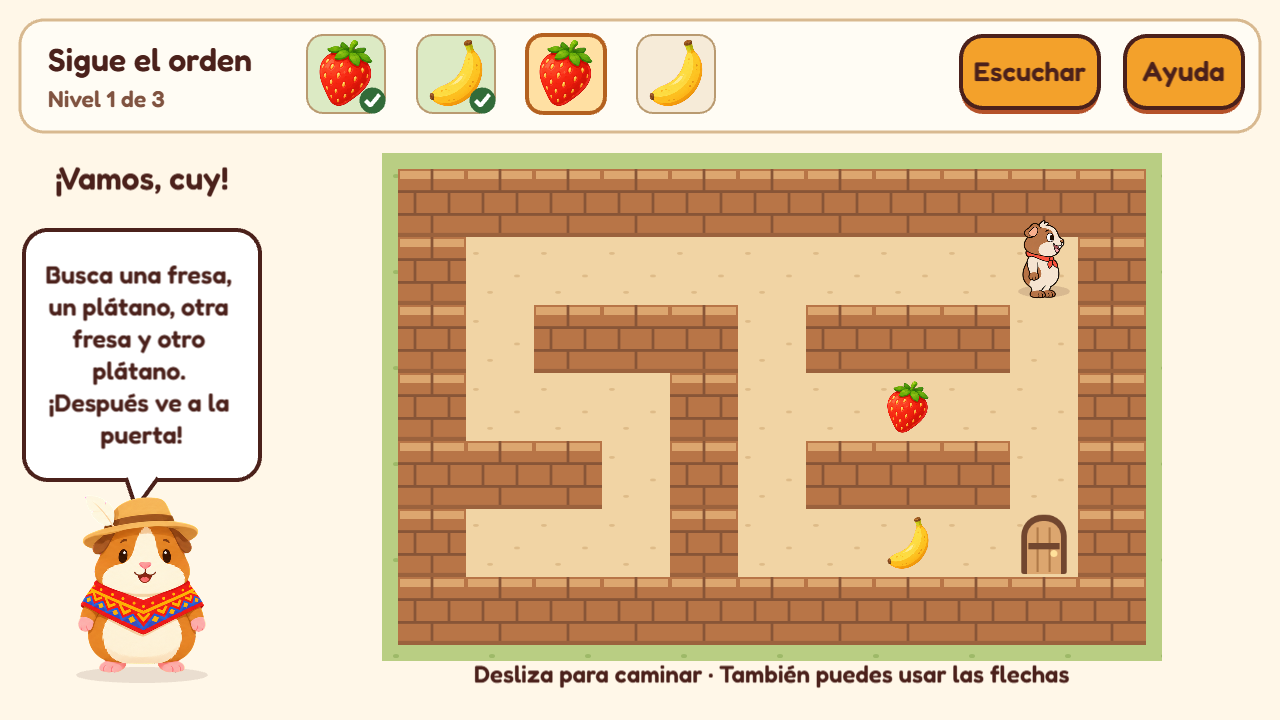 Sigue el orden
Nivel 1 de 3
Escuchar
Ayuda
¡Vamos, cuy!
Busca una fresa,
un plátano, otra
fresa y otro
plátano.
¡Después ve a la
puerta!
Desliza para caminar · También puedes usar las flechas